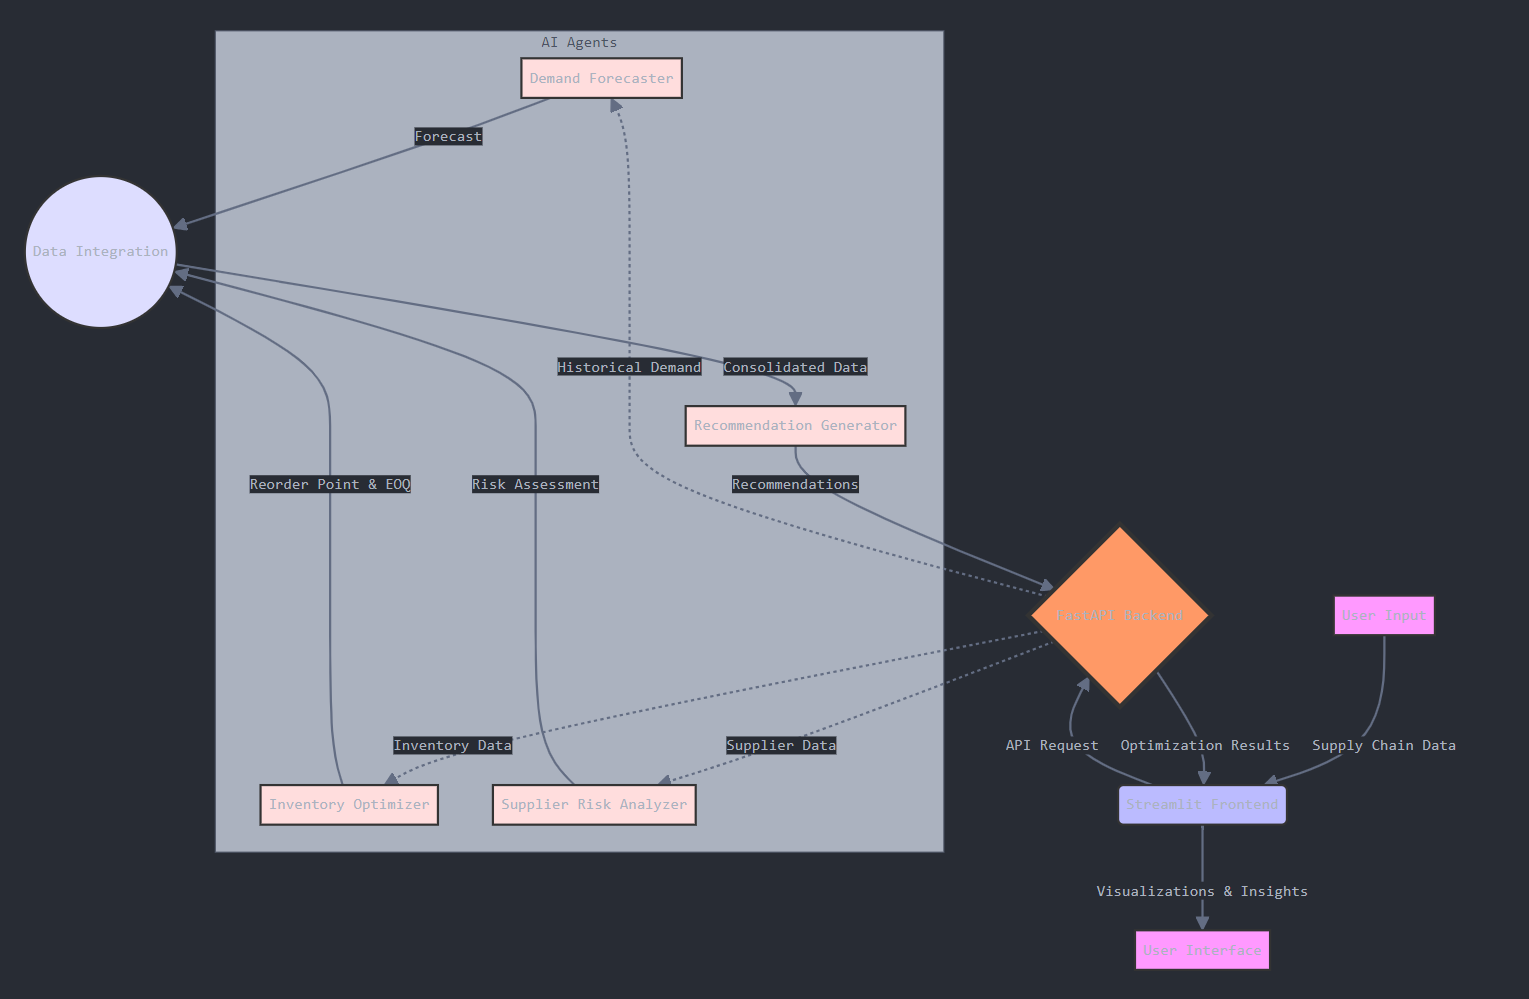 AI Agents
Demand Forecaster
Forecast
Data Integration
Historical Demand
Consolidated Data
Recommendation Generator
Reorder Point & EOQ
Risk Assessment
Recommendations
FastAPI Backend
User Input
Inventory Data
Supplier Data
API Request
Optimization Results
Supply Chain Data
Inventory Optimizer
Supplier Risk Analyzer
Streamlit Frontend
Visualizations & Insights
User Interface